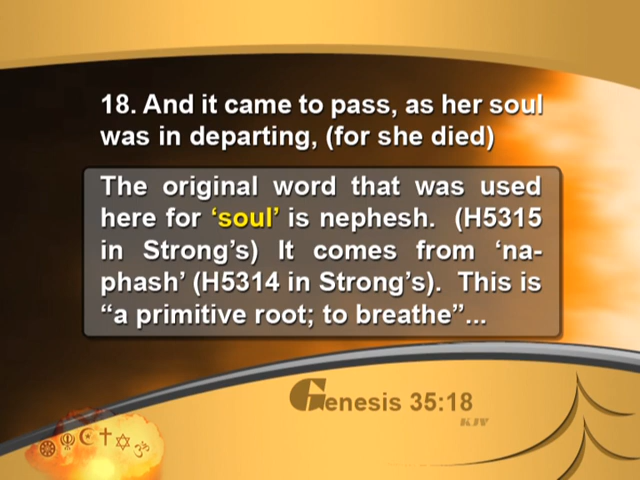 18. And it came to pass, as her soul
was in departing, (for she died)
The original word that was used
here for ‘soul’ is nephesh. (H5315
in Strong’s) It comes from ‘na-
phash’ (H5314 in Strong’s). This is
“a primitive root; to breathe”...
Genesis 35:18
KJV